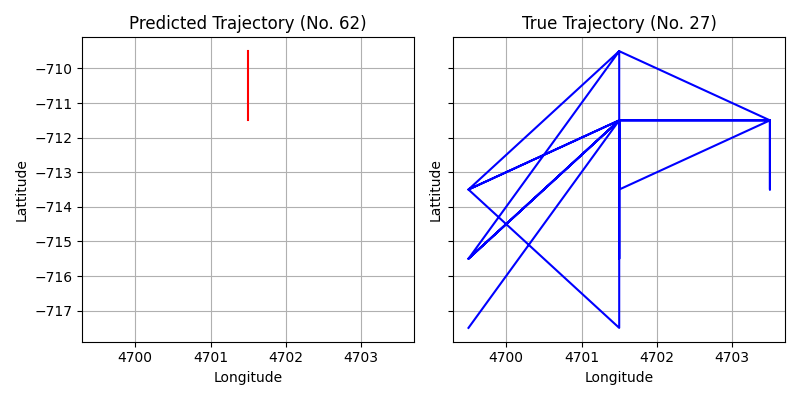 Predicted Trajectory (No. 62)
True Trajectory (No. 27)
Lattitude
−710
−711
−712
−713
−714
−715
−716
−717
4700
4701
4702
4703
Longitude
Lattitude
4700
4701
4702
4703
Longitude